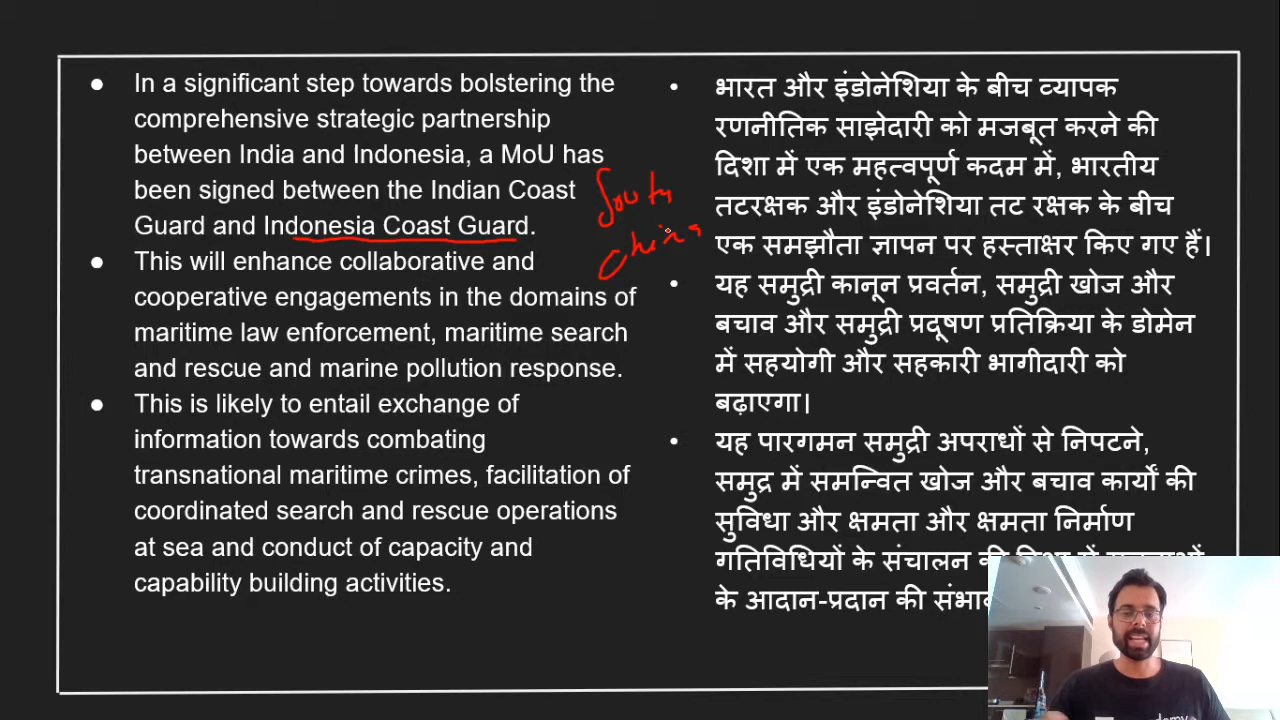 In a significant step towards bolstering the
comprehensive strategic partnership
between India and Indonesia, a MoU has
been signed between the Indian Coast
Guard and Indonesia Coast Guard.
This will enhance collaborative and
cooperative engagements in the domains of
maritime law enforcement, maritime search
and rescue and marine pollution response.
This is likely to entail exchange of
information towards combating
transnational maritime crimes, facilitation of
coordinated search and rescue operations
at sea and conduct of capacity and
capability building activities.
South
China
भारत और इंडोनेशिया के बीच व्यापक
रणनीतिक साझेदारी को मजबूत करने की
दिशा में एक महत्वपूर्ण कदम में, भारतीय
तटरक्षक और इंडोनेशिया तट रक्षक के बीच
एक समझौता ज्ञापन पर हस्ताक्षर किए गए हैं।
यह समुद्री कानून प्रवर्तन, समुद्री खोज और
बचाव और समुद्री प्रदूषण प्रतिक्रिया के डोमेन
में सहयोगी और सहकारी भागीदारी को
बढ़ाएगा।
यह पारगमन समुद्री अपराधों से निपटने,
समुद्र में समन्वित खोज और बचाव कार्यों की
सुविधा और क्षमता और क्षमता निर्माण
गतिविधियों के संचालन
के आदान-प्रदान की